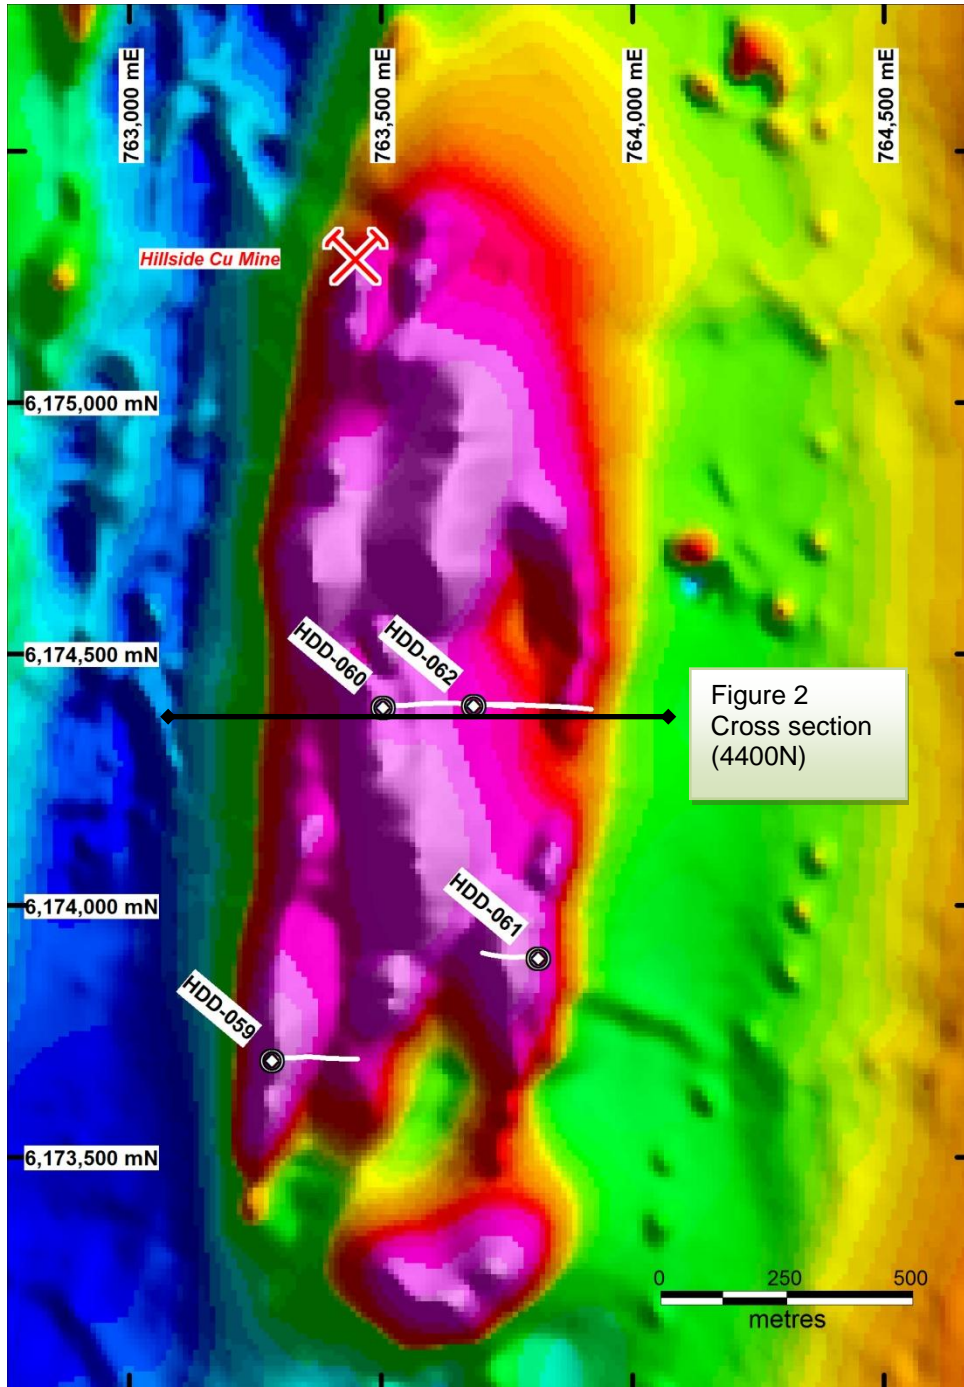 763,000 mE
763,500 mE
764,000 mE
764,500 mE
Hillside Cu Mine
6,175,000 mN
HDD-060
HDD-062
6,174,500 mN
Figure 2
Cross section
(4400N)
HDD-061
6,174,000 mN
HDD-059
6,173,500 mN
0 250 500
metres